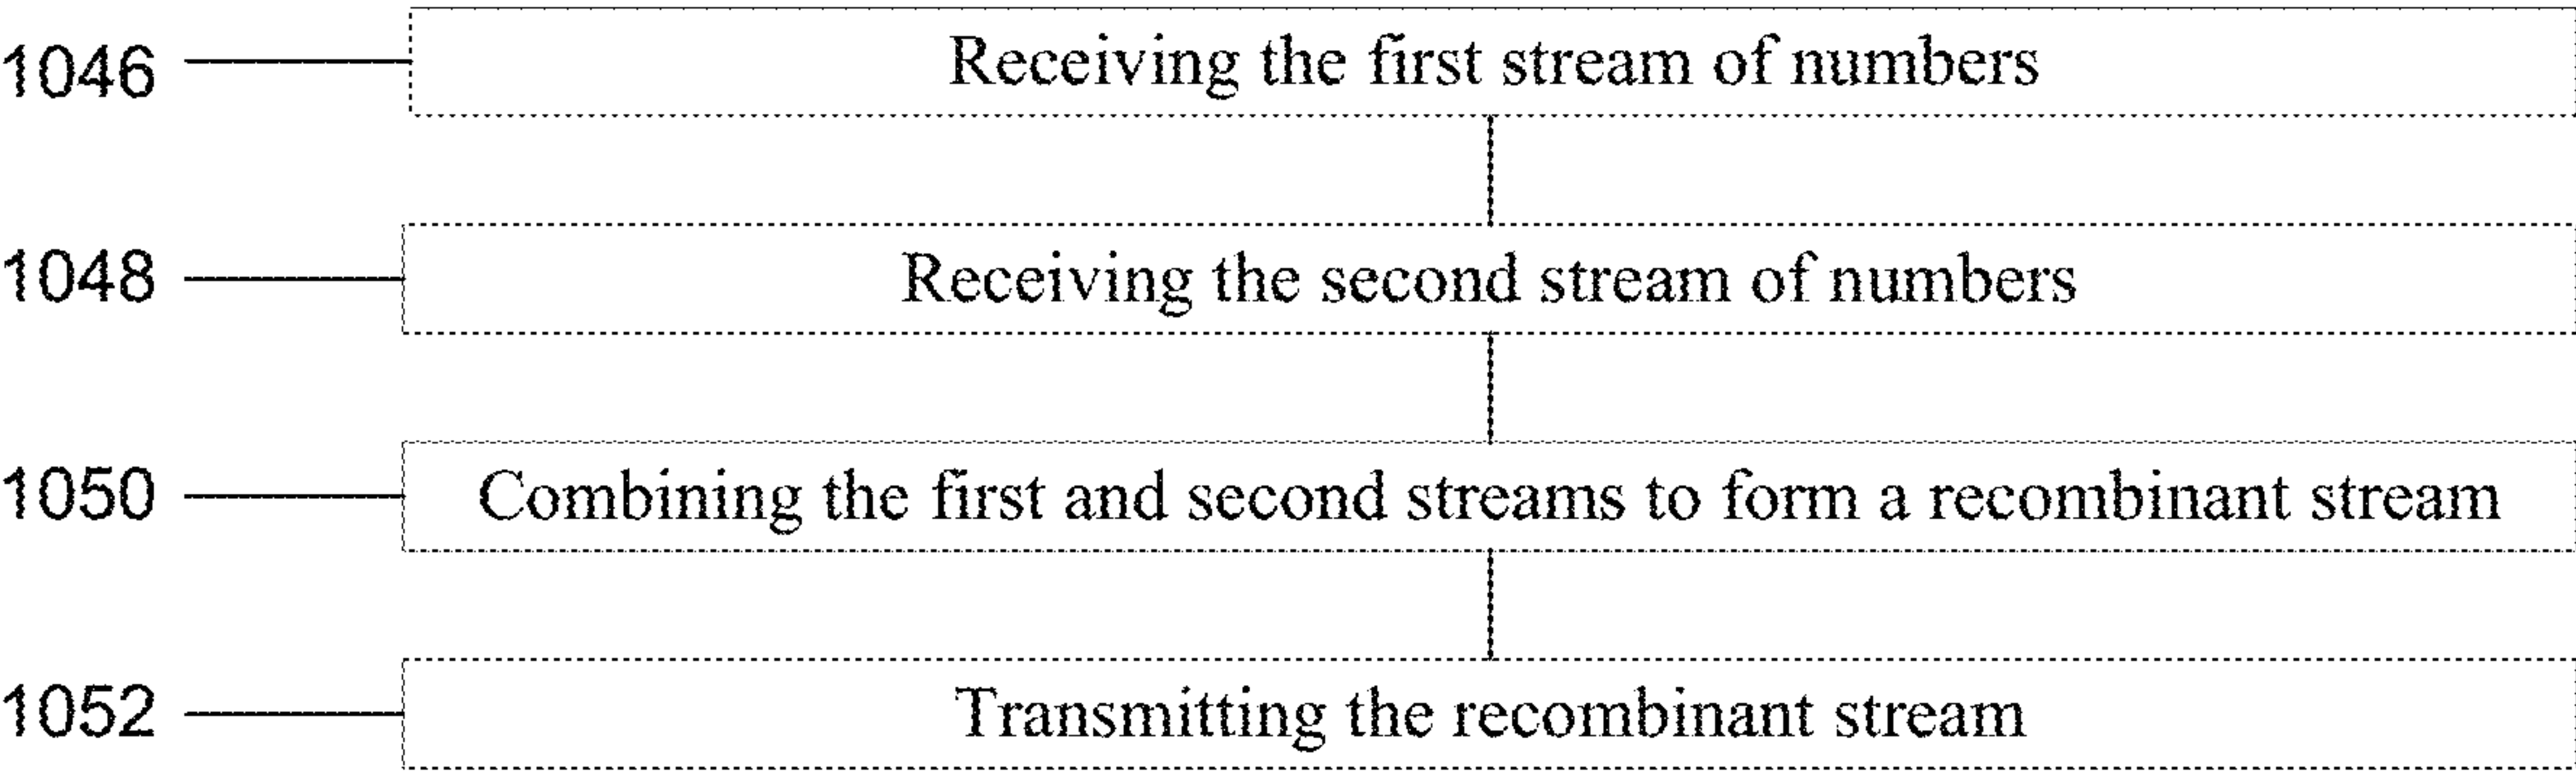 1046 Receiving the first stream of numbers
1048 Receiving the second stream of numbers
1050 Combining the first and second streams to form a recombinant stream
1052 Transmitting the recombinant stream